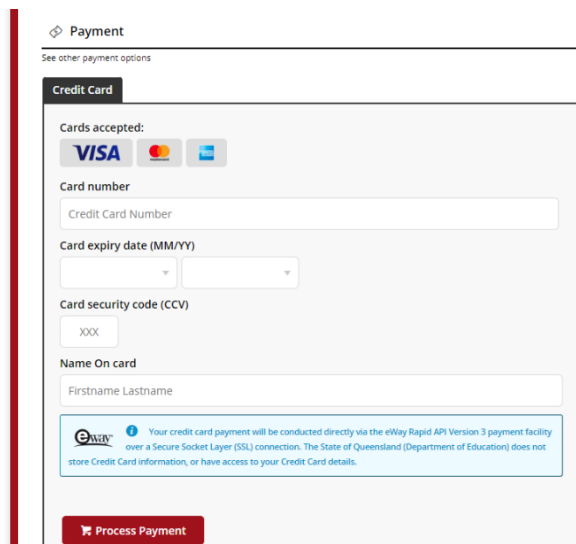 Payment
See other payment options
Credit Card
Cards accepted:
VISA
Card number
Credit Card Number
Card expiry date (MM/YY)
Card security code (CCV)
XXX
Name On card
Firstname Lastname
eway Your credit card payment will be conducted directly via the eWay Rapid API Version 3 payment facility
over a Secure Socket Layer (SSL) connection. The State of Queensland (Department of Education) does not
store Credit Card information, or have access to your Credit Card details.
Process Payment